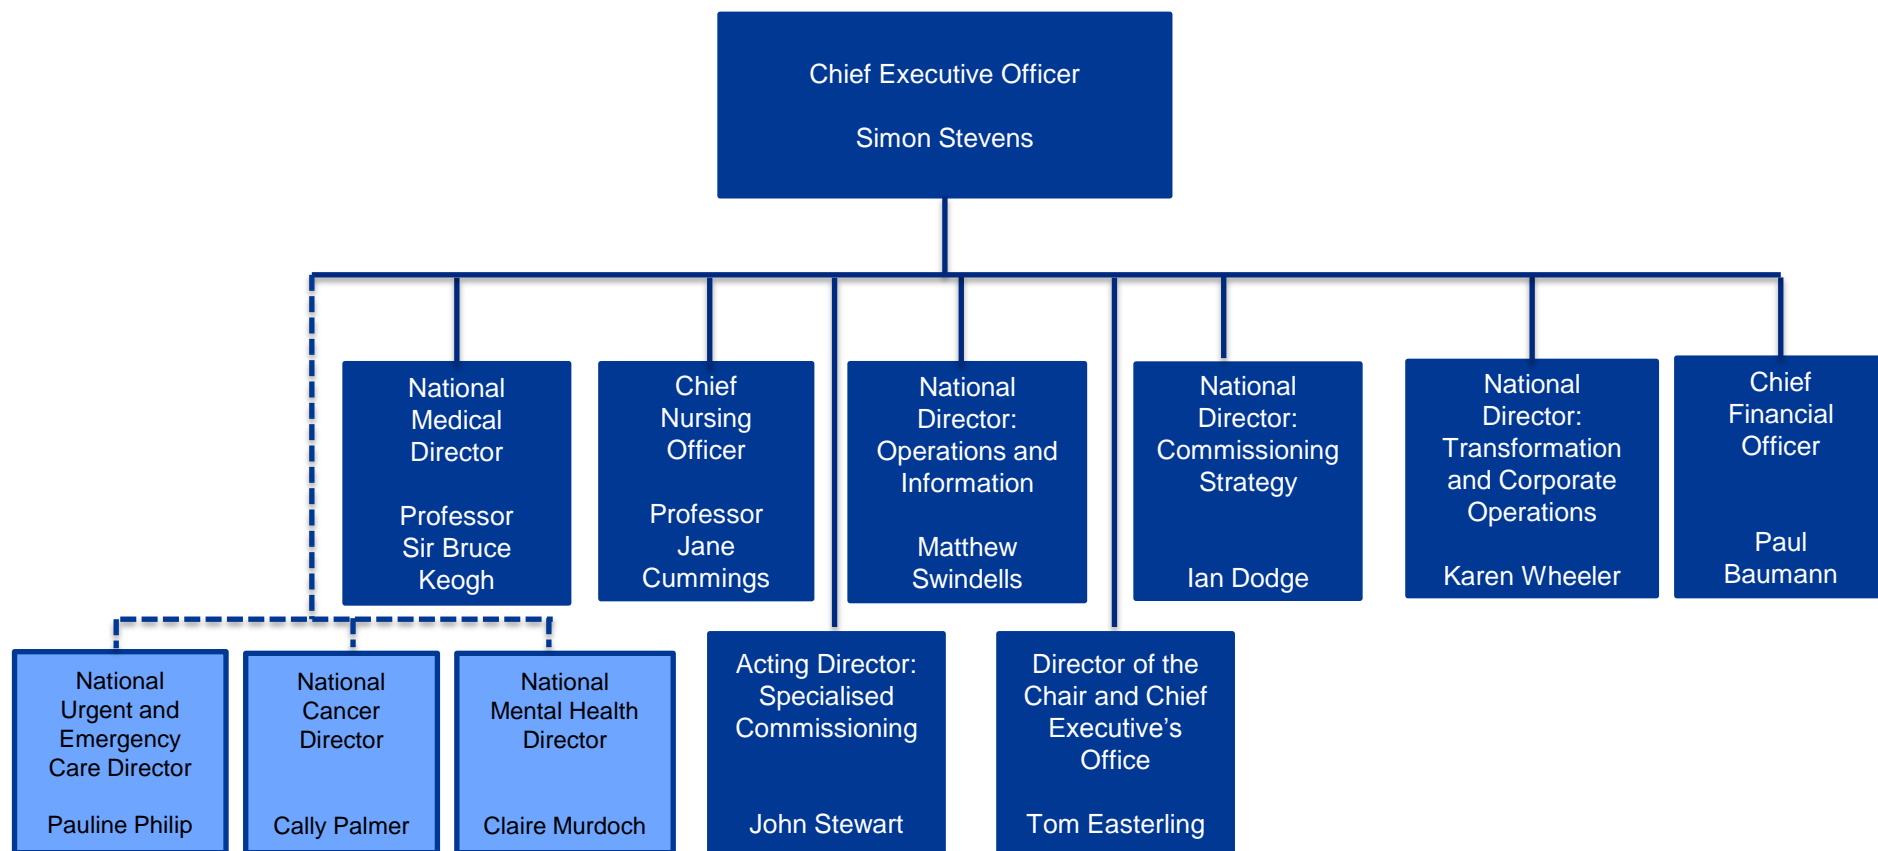 Chief Executive Officer
Simon Stevens
National
Medical
Director
Professor
Sir Bruce
Keogh
Chief
Nursing
Officer
Professor
Jane
Cummings
National
Director:
Operations and
Information
Matthew
Swindells
National
Director:
Commissioning
Strategy
Ian Dodge
National
Director:
Transformation
and Corporate
Operations
Karen Wheeler
Chief
Financial
Officer
Paul
Baumann
National
Urgent and
Emergency
Care Director
Pauline Philip
National
Cancer
Director
Cally Palmer
National
Mental Health
Director
Claire Murdoch
Acting Director:
Specialised
Commissioning
John Stewart
Director of the
Chair and Chief
Executive’s
Office
Tom Easterling